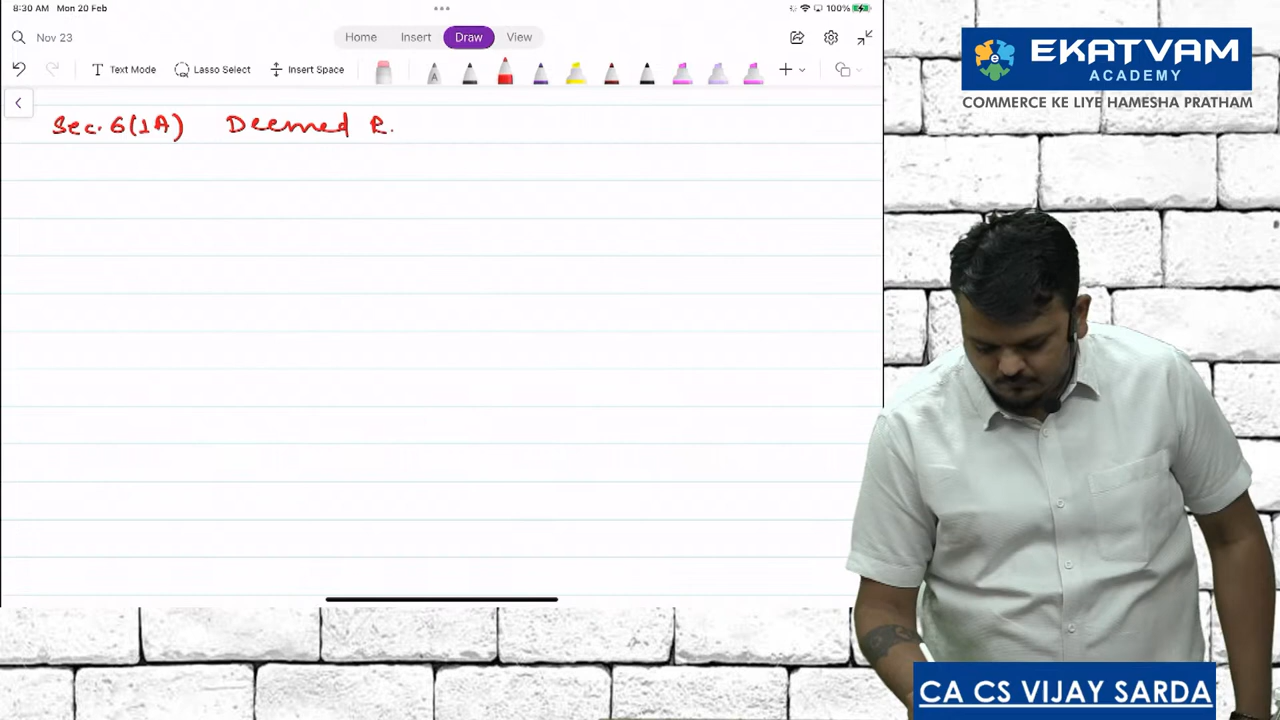 8:30 AM Mon 20 Feb
100%
Nov 23
Home Insert Draw View
Text Mode
Lasso Select
Insert Space
Sec. 6(1A) Deemed R.
EKATVAM
ACADEMY
COMMERCE KE LIYE HAMESHA PRATHAM
CA CS VIJAY SARDA